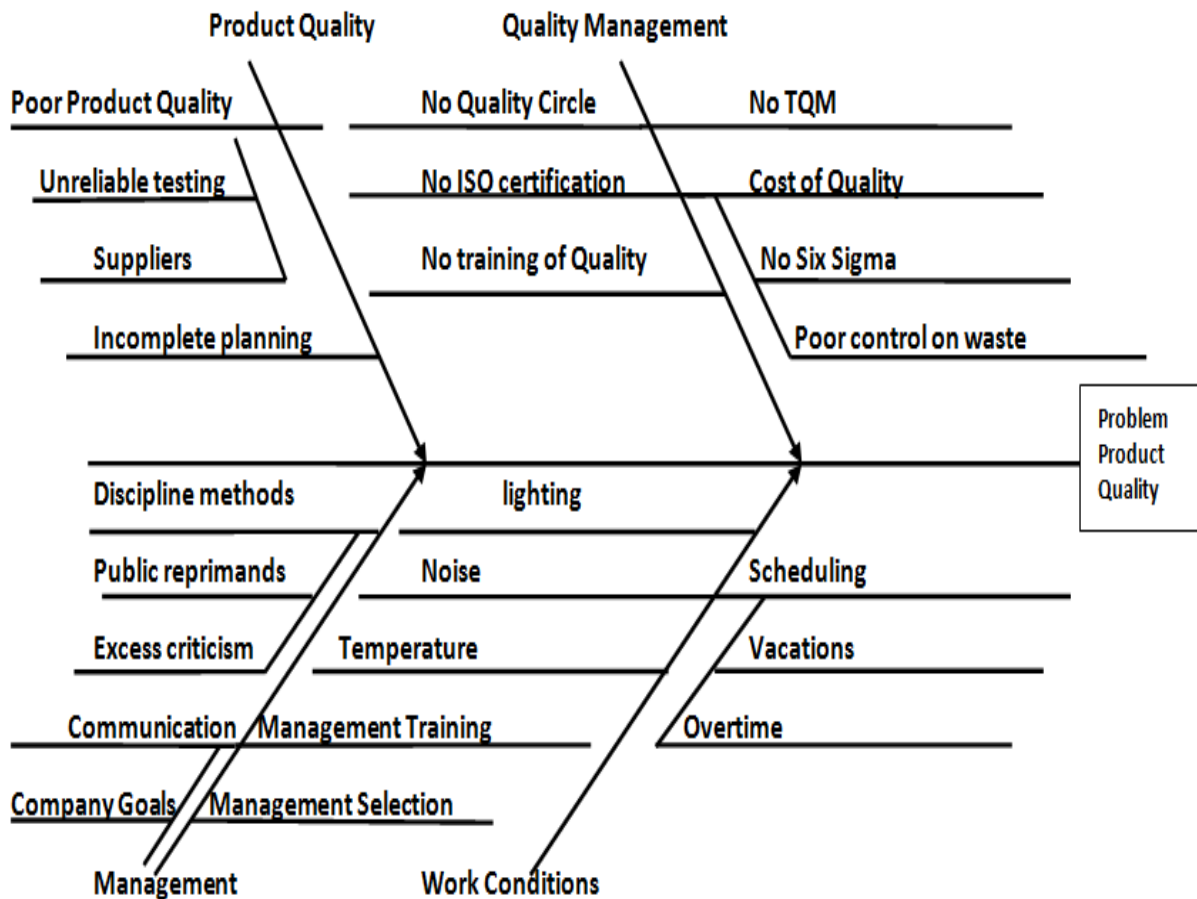 Product Quality
Quality Management
Poor Product Quality
No Quality Circle
No TQM
Unreliable testing
No ISO certification
Cost of Quality
Suppliers
No training of Quality
No Six Sigma
Incomplete planning
Poor control on waste
Problem
Product
Quality
Discipline methods
lighting
Public reprimands
Noise
Scheduling
Excess criticism
Temperature
Vacations
Communication
Management Training
Overtime
Company Goals
Management Selection
Management
Work Conditions